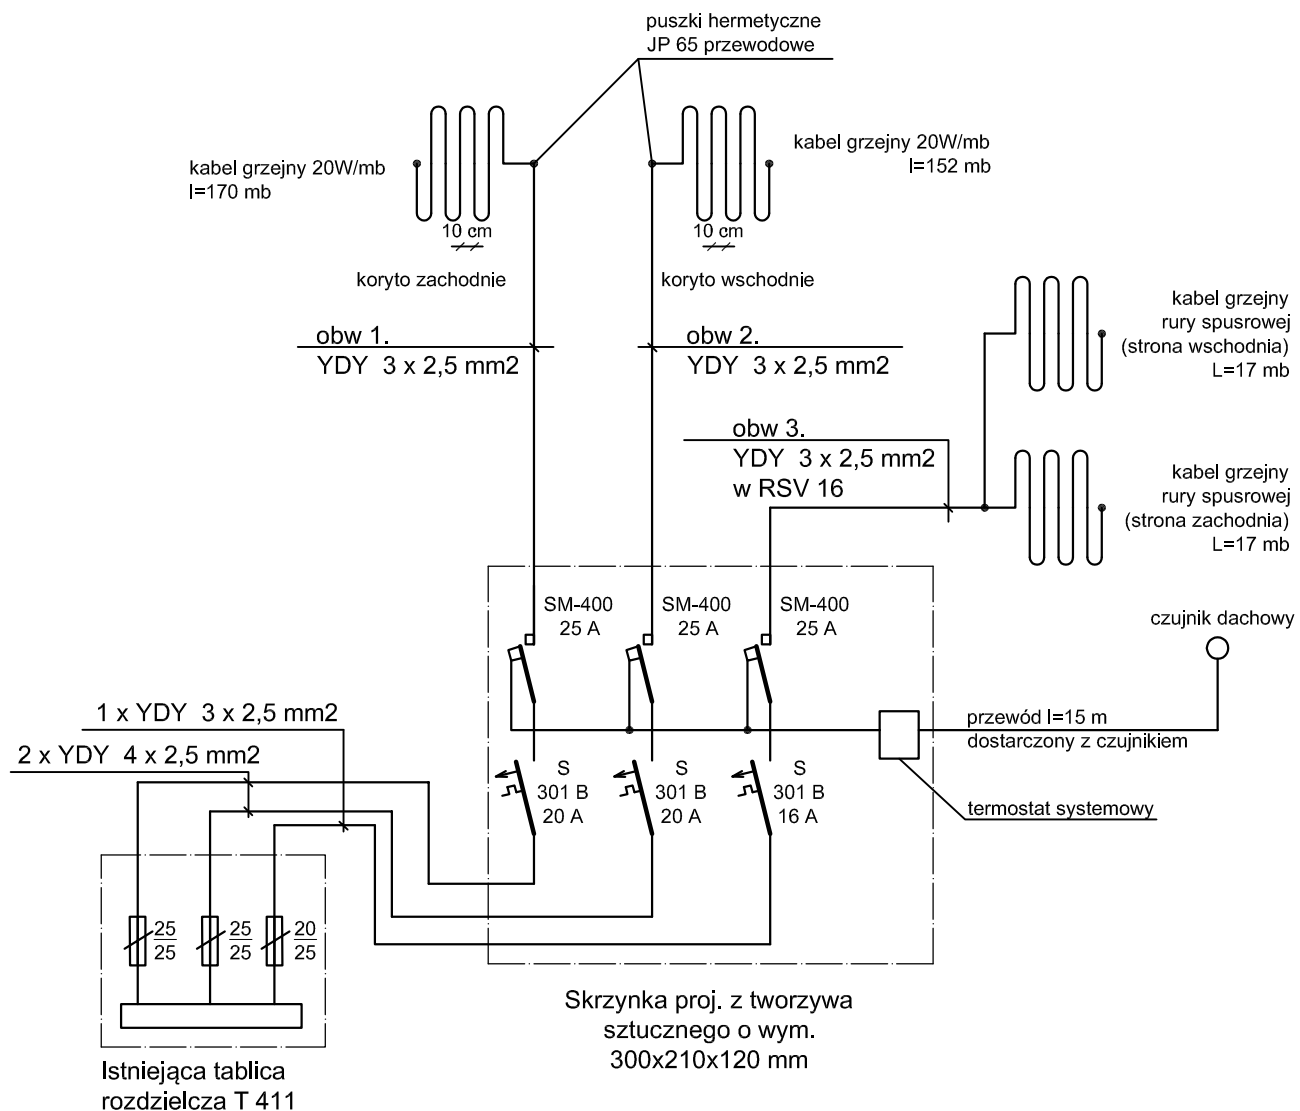 puszki hermetyczne
JP 65 przewodowe
kabel grzejny 20W/mb
l=170 mb
kabel grzejny 20W/mb
l=152 mb
10 cm
10 cm
koryto zachodnie
koryto wschodnie
kabel grzejny
rury spusrowej
(strona wschodnia)
L=17 mb
obw 1.
YDY 3 x 2,5 mm2
obw 2.
YDY 3 x 2,5 mm2
obw 3.
YDY 3 x 2,5 mm2
w RSV 16
kabel grzejny
rury spusrowej
(strona zachodnia)
L=17 mb
SM-400
25 A
SM-400
25 A
SM-400
25 A
czujnik dachowy
1 x YDY 3 x 2,5 mm2
2 x YDY 4 x 2,5 mm2
przewód l=15 m
dostarczony z czujnikiem
S
301 B
20 A
S
301 B
20 A
S
301 B
16 A
termostat systemowy
25
25
25
25
20
25
Skrzynka proj. z tworzywa
sztucznego o wym.
300x210x120 mm
Istniejąca tablica
rozdzielcza T 411